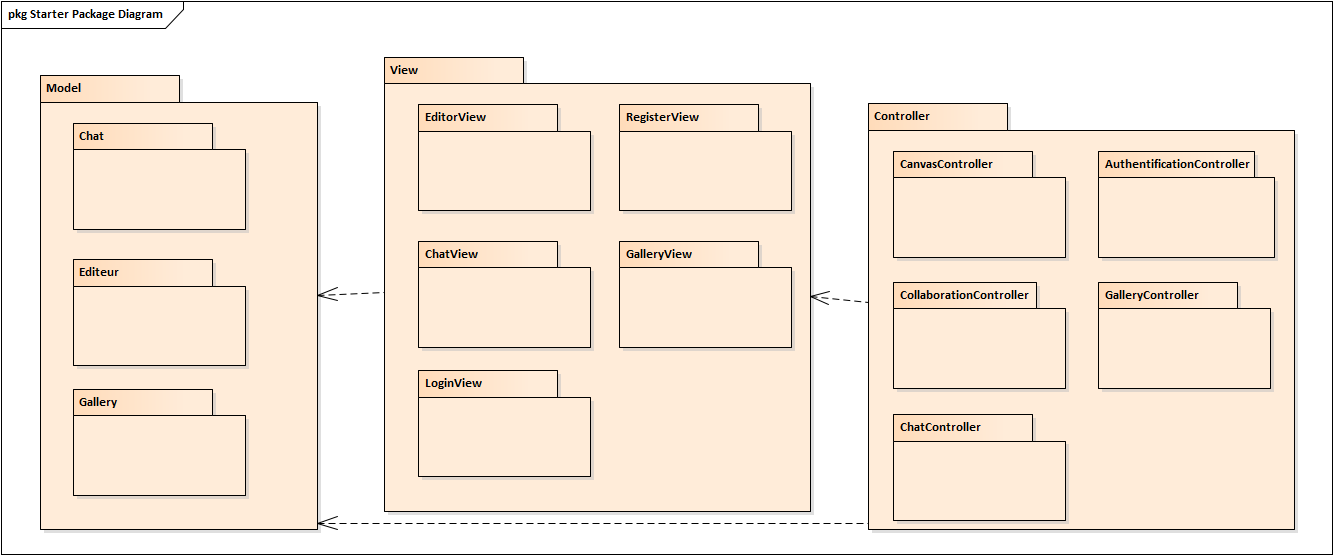 pkg Starter Package Diagram
Model
Chat
Editeur
Gallery
View
EditorView
RegisterView
ChatView
GalleryView
LoginView
Controller
CanvasController
AuthentificationController
CollaborationController
GalleryController
ChatController